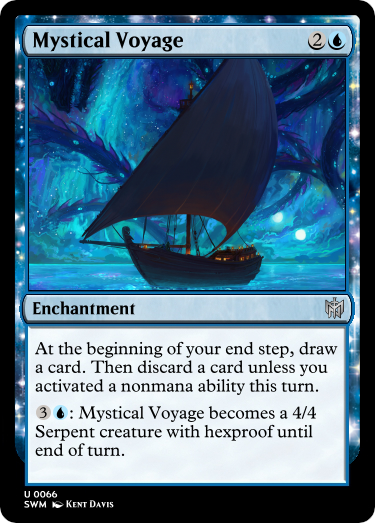 Mystical Voyage 2
Enchantment
At the beginning of your end step, draw
a card. Then discard a card unless you
activated a nonmana ability this turn.
3 : Mystical Voyage becomes a 4/4
Serpent creature with hexproof until
end of turn.
U 0066
SWM Kent Davis